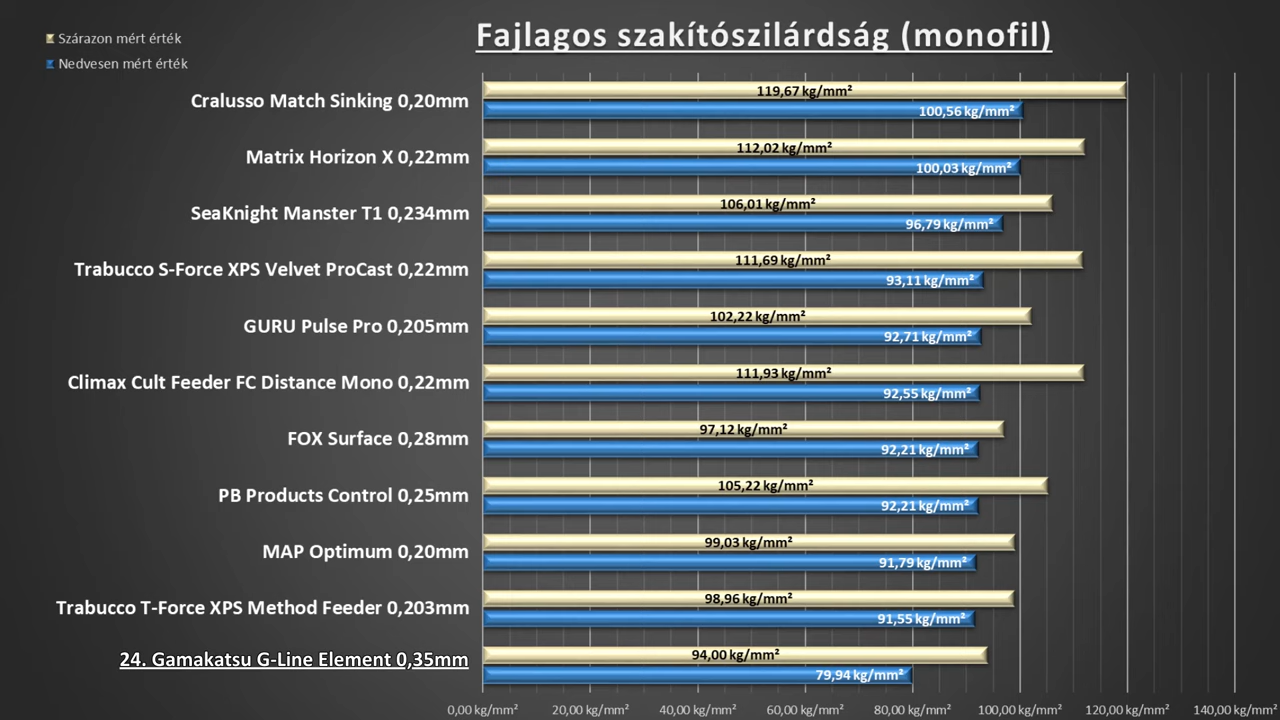 Fajlagos szakítószilárdság (monofil)
Szárazon mért érték
Nedvesen mért érték
Cralusso Match Sinking 0,20mm
119,67 kg/mm²
100,56 kg/mm²
Matrix Horizon X 0,22mm
112,02 kg/mm²
100,03 kg/mm²
SeaKnight Manster T1 0,234mm
106,01 kg/mm²
96,79 kg/mm²
Trabucco S-Force XPS Velvet ProCast 0,22mm
111,69 kg/mm²
93,11 kg/mm²
GURU Pulse Pro 0,205mm
102,22 kg/mm²
92,71 kg/mm²
Climax Cult Feeder FC Distance Mono 0,22mm
111,93 kg/mm²
92,55 kg/mm²
FOX Surface 0,28mm
97,12 kg/mm²
92,21 kg/mm²
PB Products Control 0,25mm
105,22 kg/mm²
92,21 kg/mm²
MAP Optimum 0,20mm
99,03 kg/mm²
91,79 kg/mm²
Trabucco T-Force XPS Method Feeder 0,203mm
98,96 kg/mm²
91,55 kg/mm²
24. Gamakatsu G-Line Element 0,35mm
94,00 kg/mm²
79,94 kg/mm²
0,00 kg/mm² 20,00 kg/mm² 40,00 kg/mm² 60,00 kg/mm² 80,00 kg/mm² 100,00 kg/mm² 120,00 kg/mm² 140,00 kg/mm²